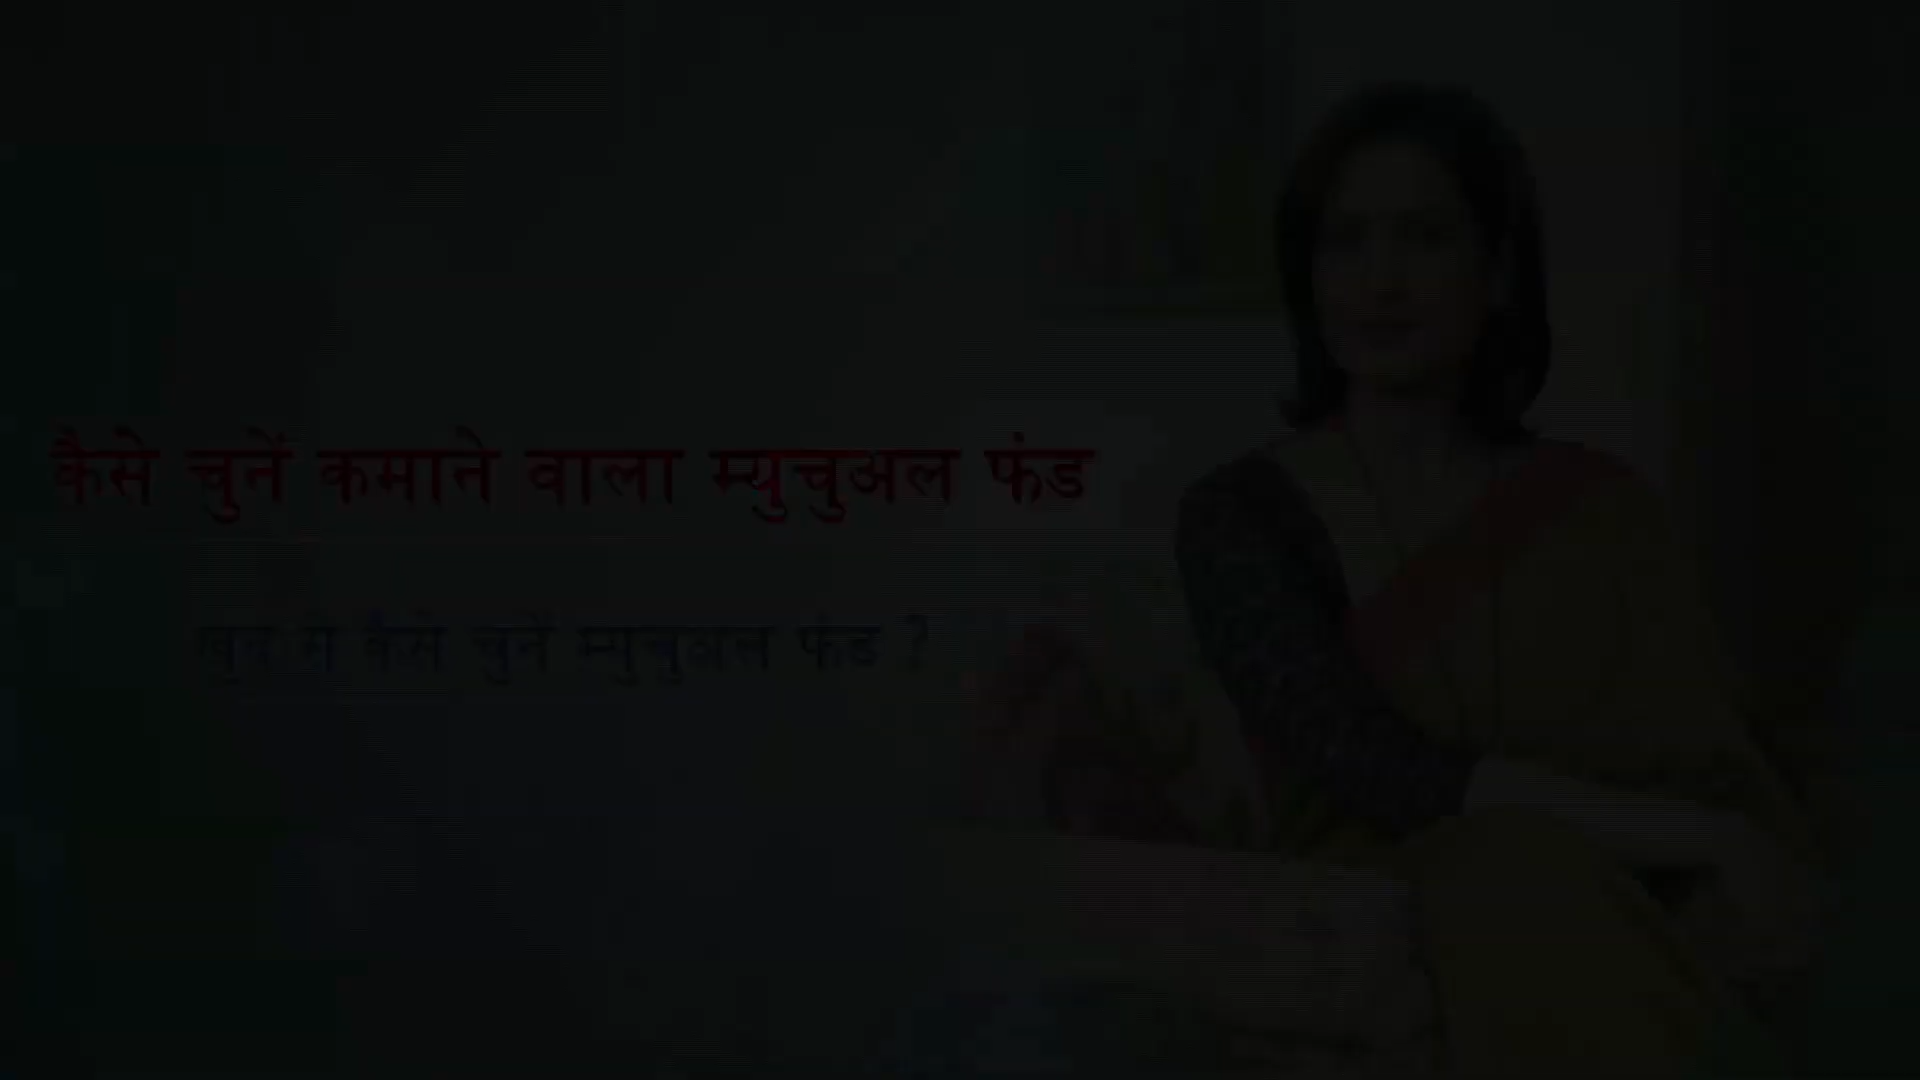 कैसे चुनें कमाने वाला म्युचुअल फंड
कैसे चुनें म्युचुअल फंड ?